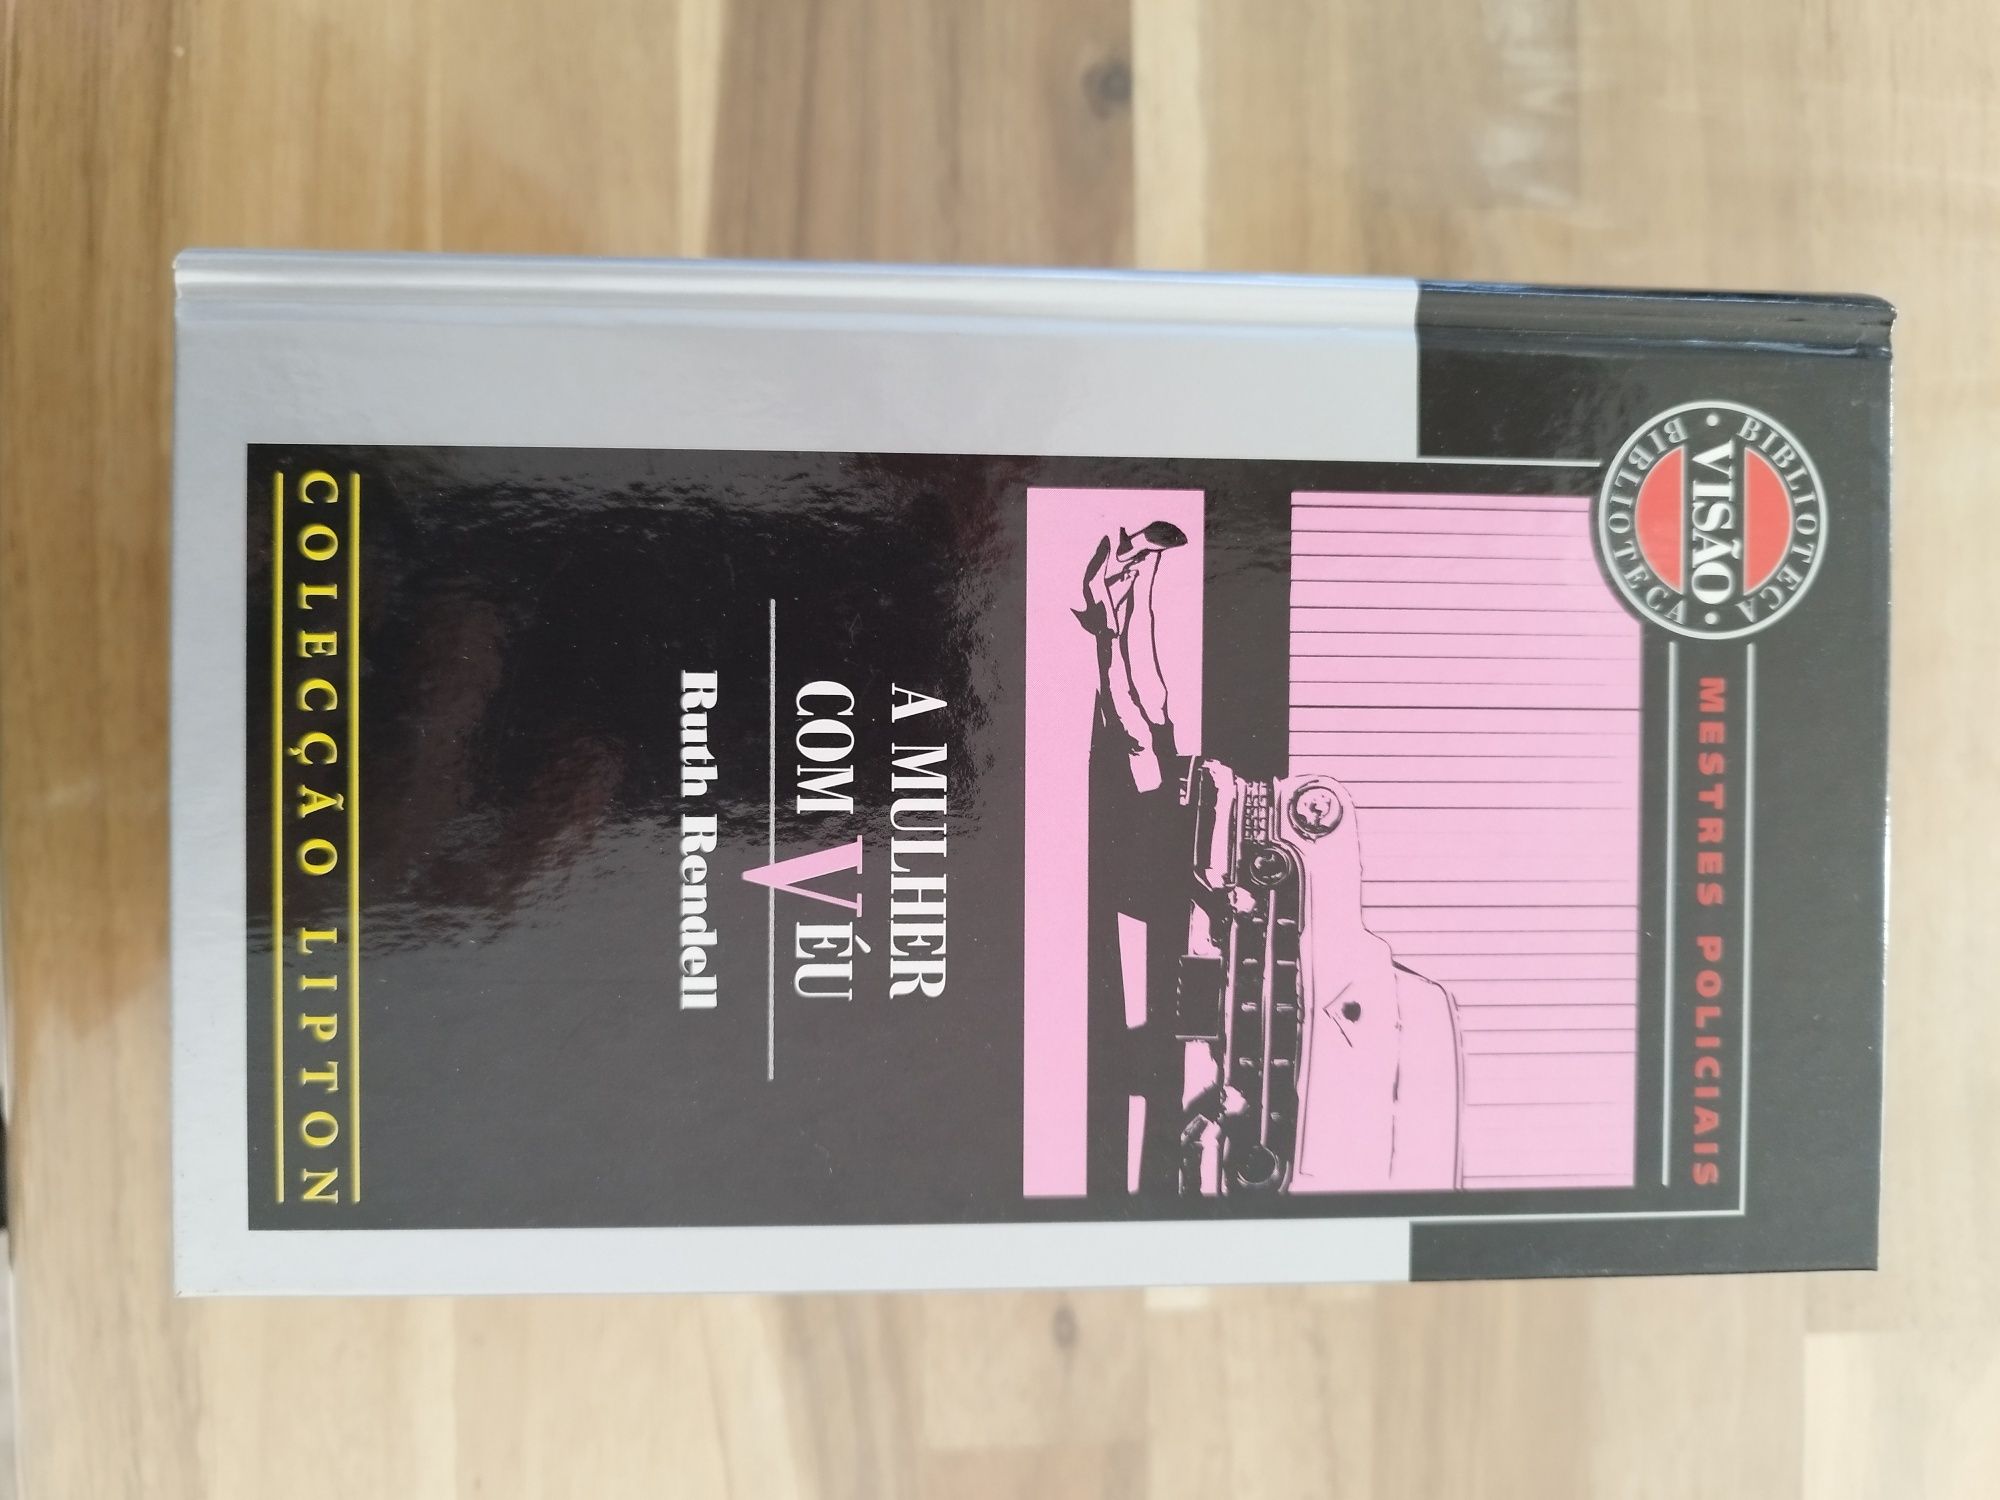 BIBLIOTECA
VISÃO
BIBLIOTECA
MESTRES POLICIAIS
A MULHER
COM VÉU
Ruth Rendell
COLECÇÃO LIPTON